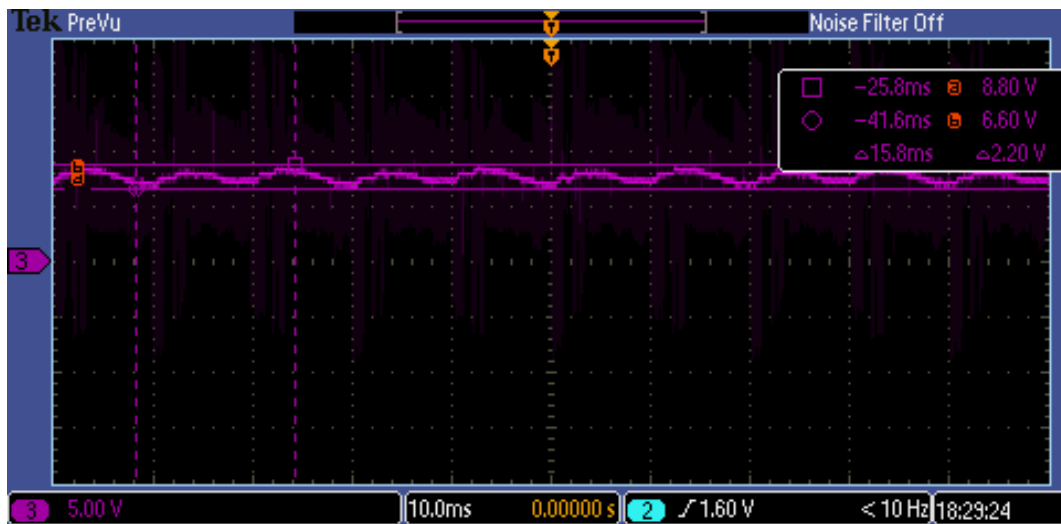 Tek PreVu Noise Filter Off
T
T
-25.8ms a 8.80 V
-41.6ms b 6.60 V
△15.8ms △2.20 V
b
a
3
3 5.00 V 10.0ms 0.00000 s 2 ∫ 1.60 V < 10 Hz 18:29:24